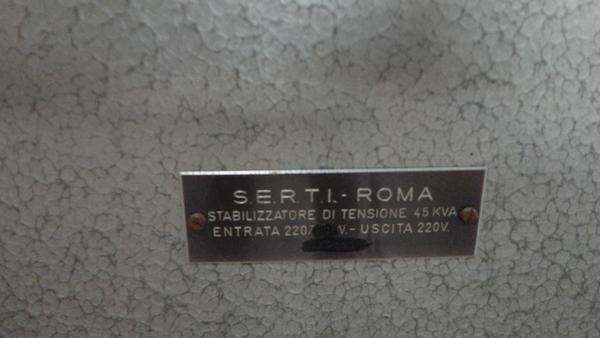 S.E.R.T.I.- ROMA
STABILIZZATORE DI TENSIONE 45 KVA
ENTRATA 220/ V.- USCITA 220V.